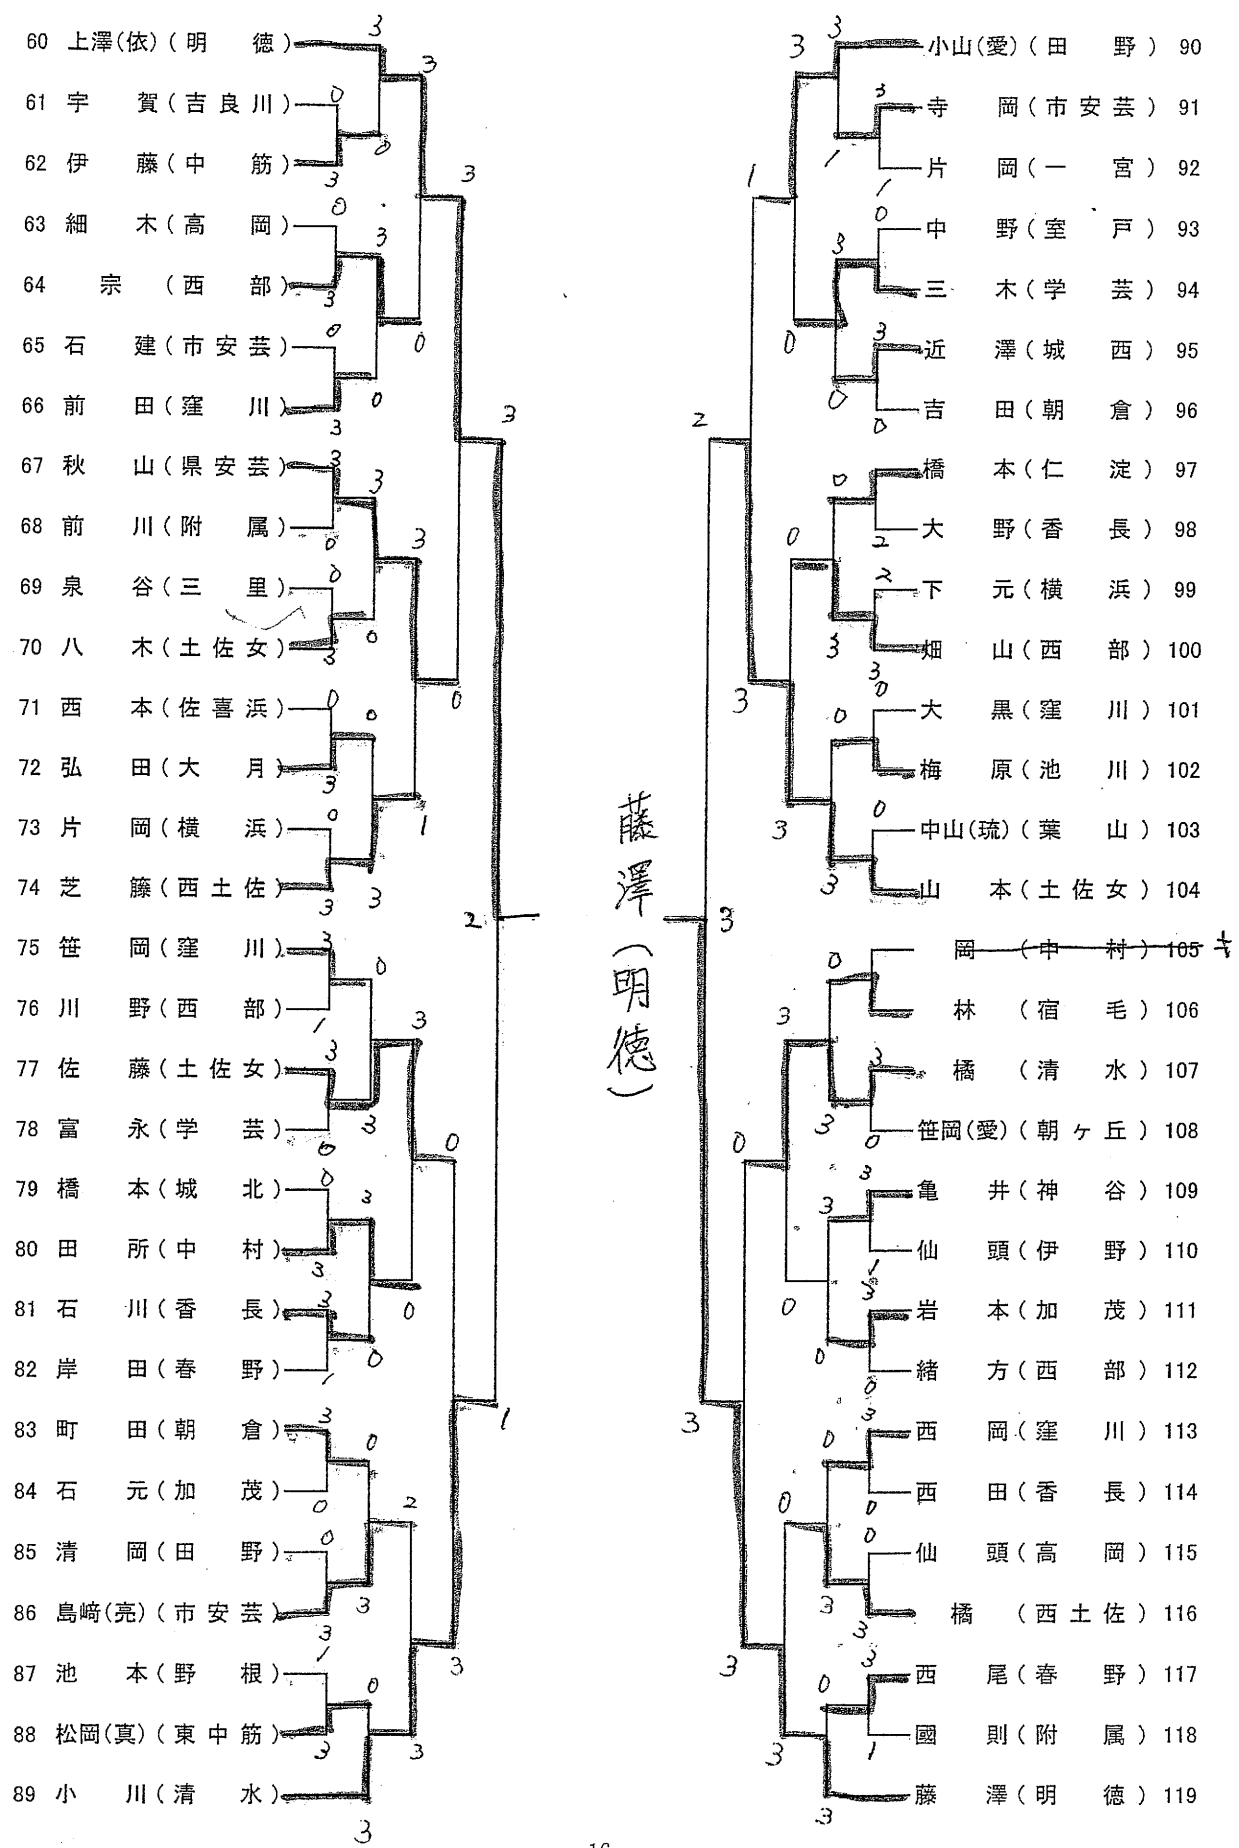 60 上澤(依)(明 徳)
61 宇 賀(吉良川)
62 伊 藤(中 筋)
63 細 木(高 岡)
64 宗 (西 部)
65 石 建(市安芸)
66 前 田(窪 川)
67 秋 山(県安芸)
68 前 川(附 属)
69 泉 谷(三 里)
70 八 木(土佐女)
71 西 本(佐喜浜)
72 弘 田(大 月)
73 片 岡(横 浜)
74 芝 籐(西土佐)
75 笹 岡(窪 川)
76 川 野(西 部)
77 佐 藤(土佐女)
78 富 永(学 芸)
79 橋 本(城 北)
80 田 所(中 村)
81 石 川(香 長)
82 岸 田(春 野)
83 町 田(朝 倉)
84 石 元(加 茂)
85 清 岡(田 野)
86 島﨑(亮)(市安芸)
87 池 本(野 根)
88 松岡(真)(東中筋)
89 小 川(清 水)
藤澤(明徳)
小山(愛)(田 野) 90
寺 岡(市安芸) 91
片 岡(一 宮) 92
中 野(室 戸) 93
三 木(学 芸) 94
近 澤(城 西) 95
吉 田(朝 倉) 96
橋 本(仁 淀) 97
大 野(香 長) 98
下 元(横 浜) 99
畑 山(西 部) 100
大 黒(窪 川) 101
梅 原(池 川) 102
中山(琉)(葉 山) 103
山 本(土佐女) 104
岡 (中 村) 105
林 (宿 毛) 106
橘 (清 水) 107
笹岡(愛)(朝ヶ丘) 108
亀 井(神 谷) 109
仙 頭(伊 野) 110
岩 本(加 茂) 111
緒 方(西 部) 112
西 岡(窪 川) 113
西 田(香 長) 114
仙 頭(高 岡) 115
橘 (西土佐) 116
西 尾(春 野) 117
國 則(附 属) 118
藤 澤(明 徳) 119